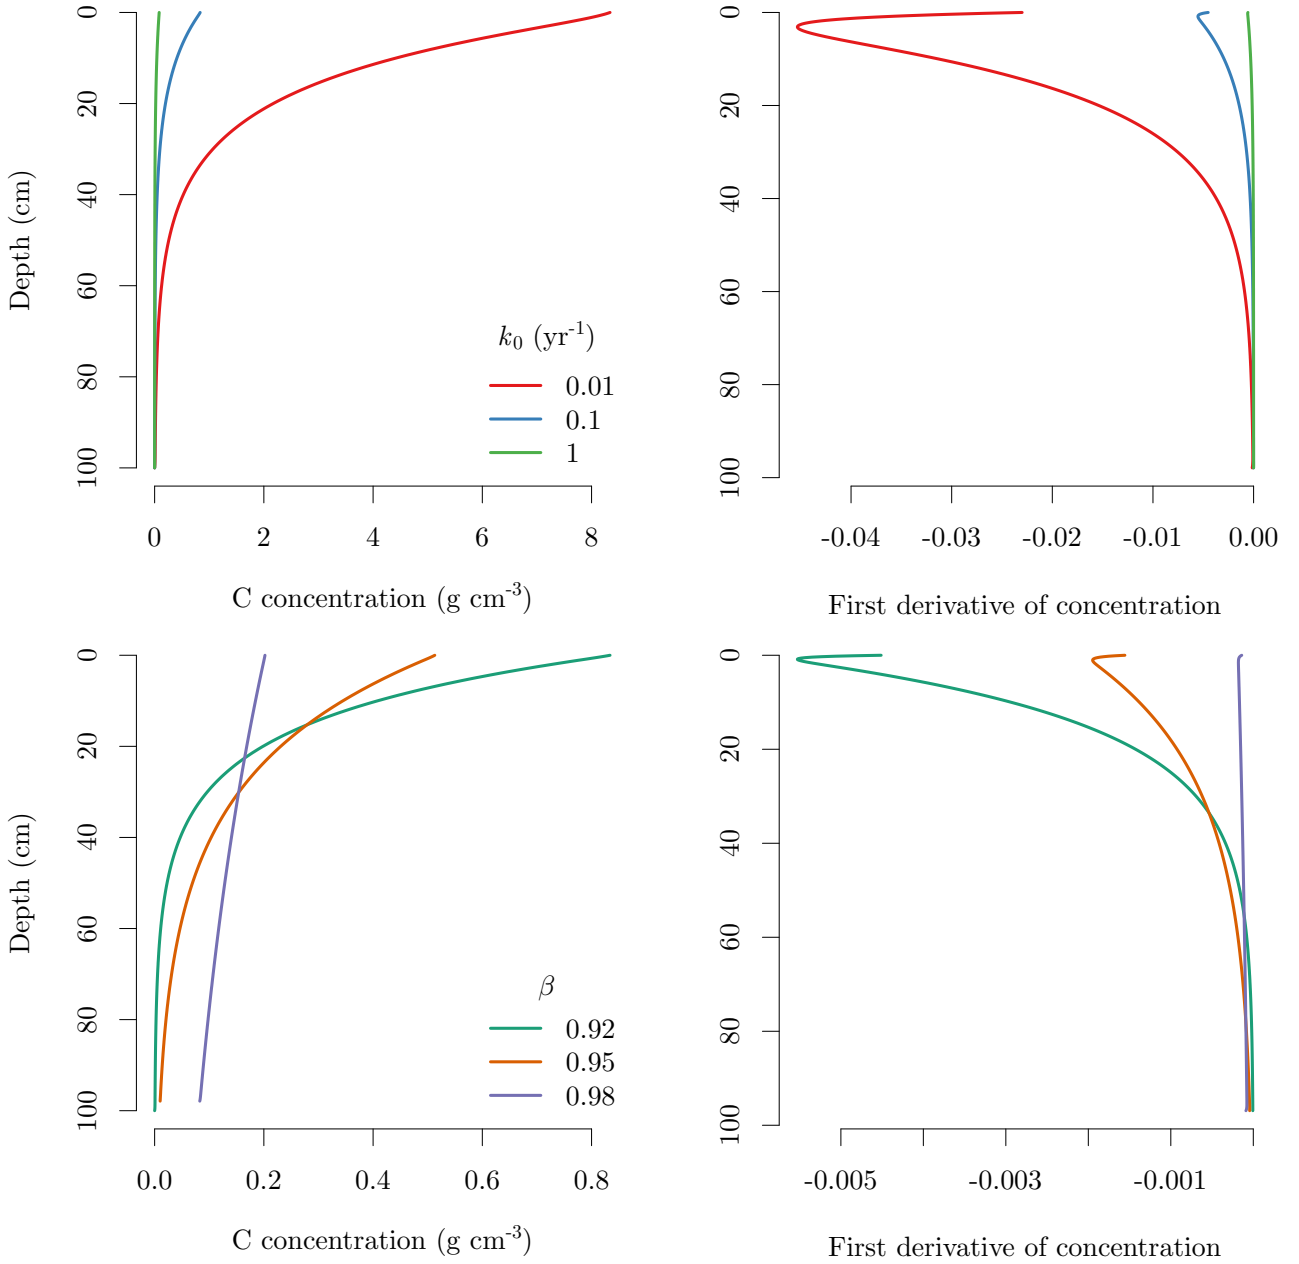 0
20
40
60
80
100
Depth (cm)
k₀ (yr⁻¹)
0.01
0.1
1
0 2 4 6 8
C concentration (g cm⁻³)
0
20
40
60
80
100
-0.04 -0.03 -0.02 -0.01 0.00
First derivative of concentration
0
20
40
60
80
100
Depth (cm)
β
0.92
0.95
0.98
0.0 0.2 0.4 0.6 0.8
C concentration (g cm⁻³)
0
20
40
60
80
100
-0.005 -0.003 -0.001
First derivative of concentration